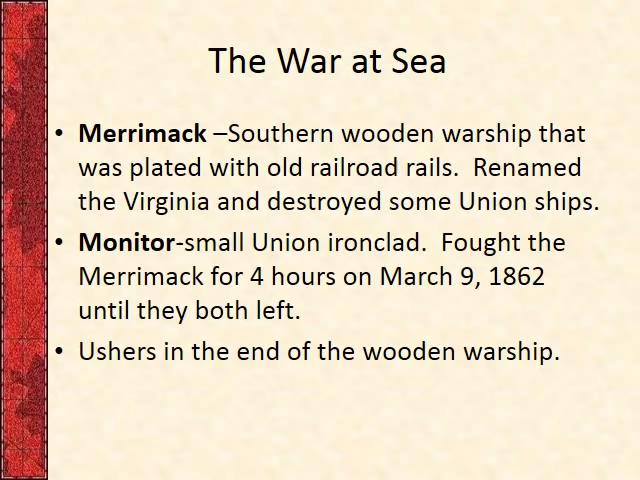 The War at Sea
• Merrimack –Southern wooden warship that
was plated with old railroad rails.  Renamed
the Virginia and destroyed some Union ships.
• Monitor-small Union ironclad.  Fought the
Merrimack for 4 hours on March 9, 1862
until they both left.
• Ushers in the end of the wooden warship.